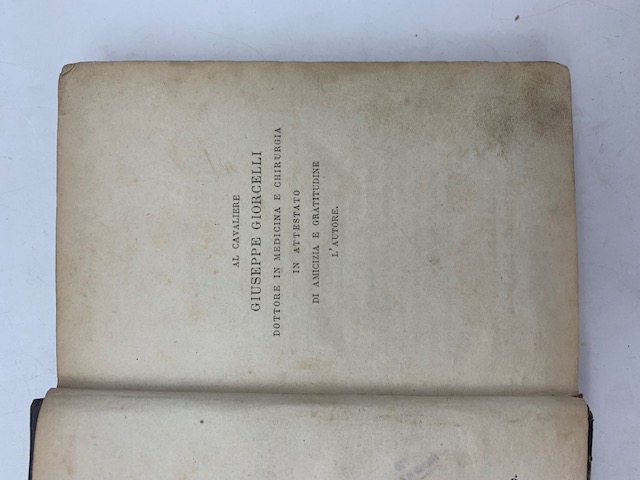 AL CAVALIERE
GIUSEPPE GIORCELLI
DOTTORE IN MEDICINA E CHIRURGIA
IN ATTESTATO
DI AMICIZIA E GRATITUDINE
L'AUTORE.